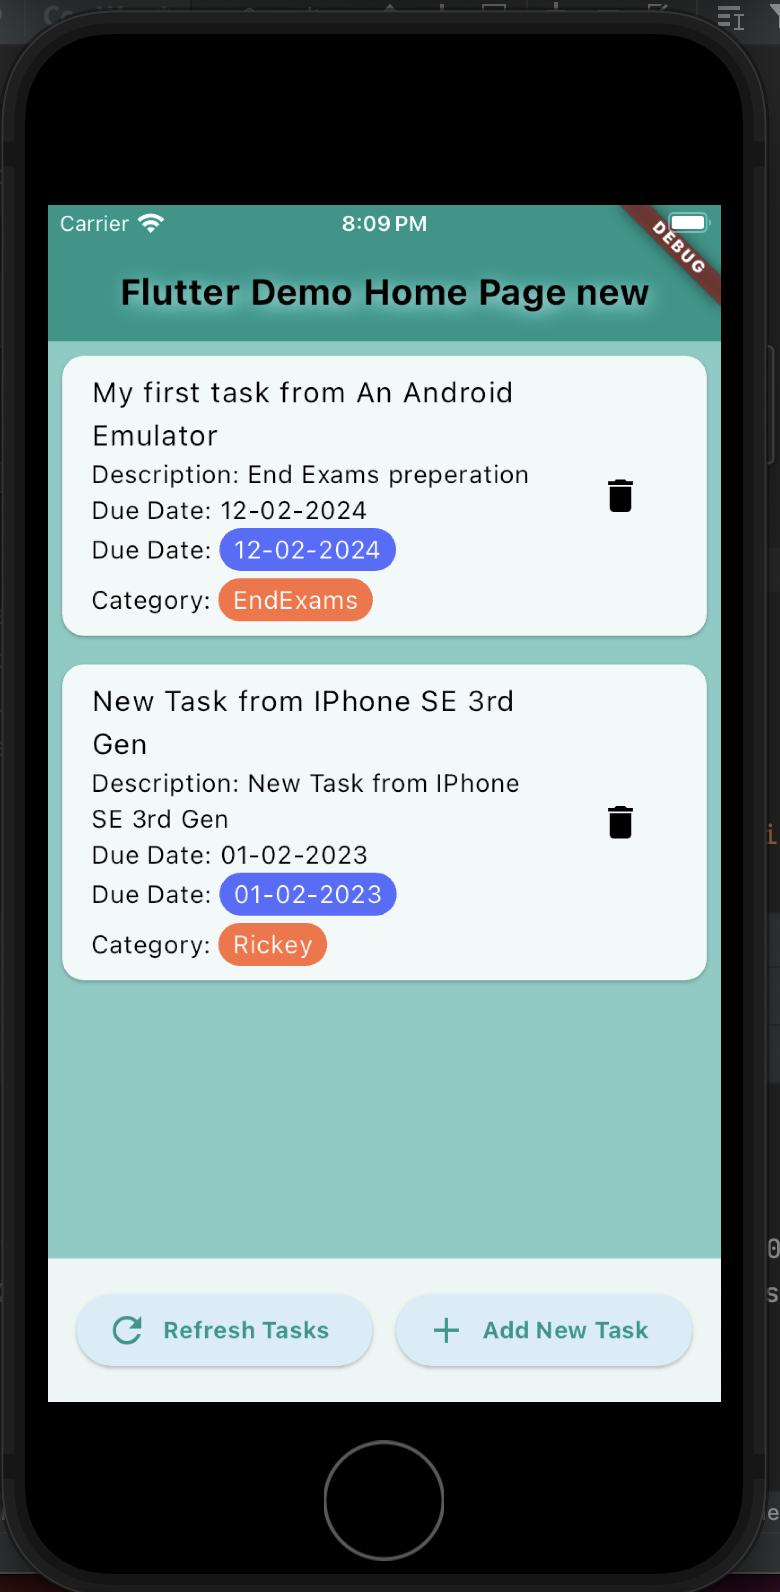 Carrier 8:09 PM
DEBUG
Flutter Demo Home Page new
My first task from An Android
Emulator
Description: End Exams preperation
Due Date: 12-02-2024
Due Date: 12-02-2024
Category: EndExams
New Task from IPhone SE 3rd
Gen
Description: New Task from IPhone
SE 3rd Gen
Due Date: 01-02-2023
Due Date: 01-02-2023
Category: Rickey
Refresh Tasks Add New Task